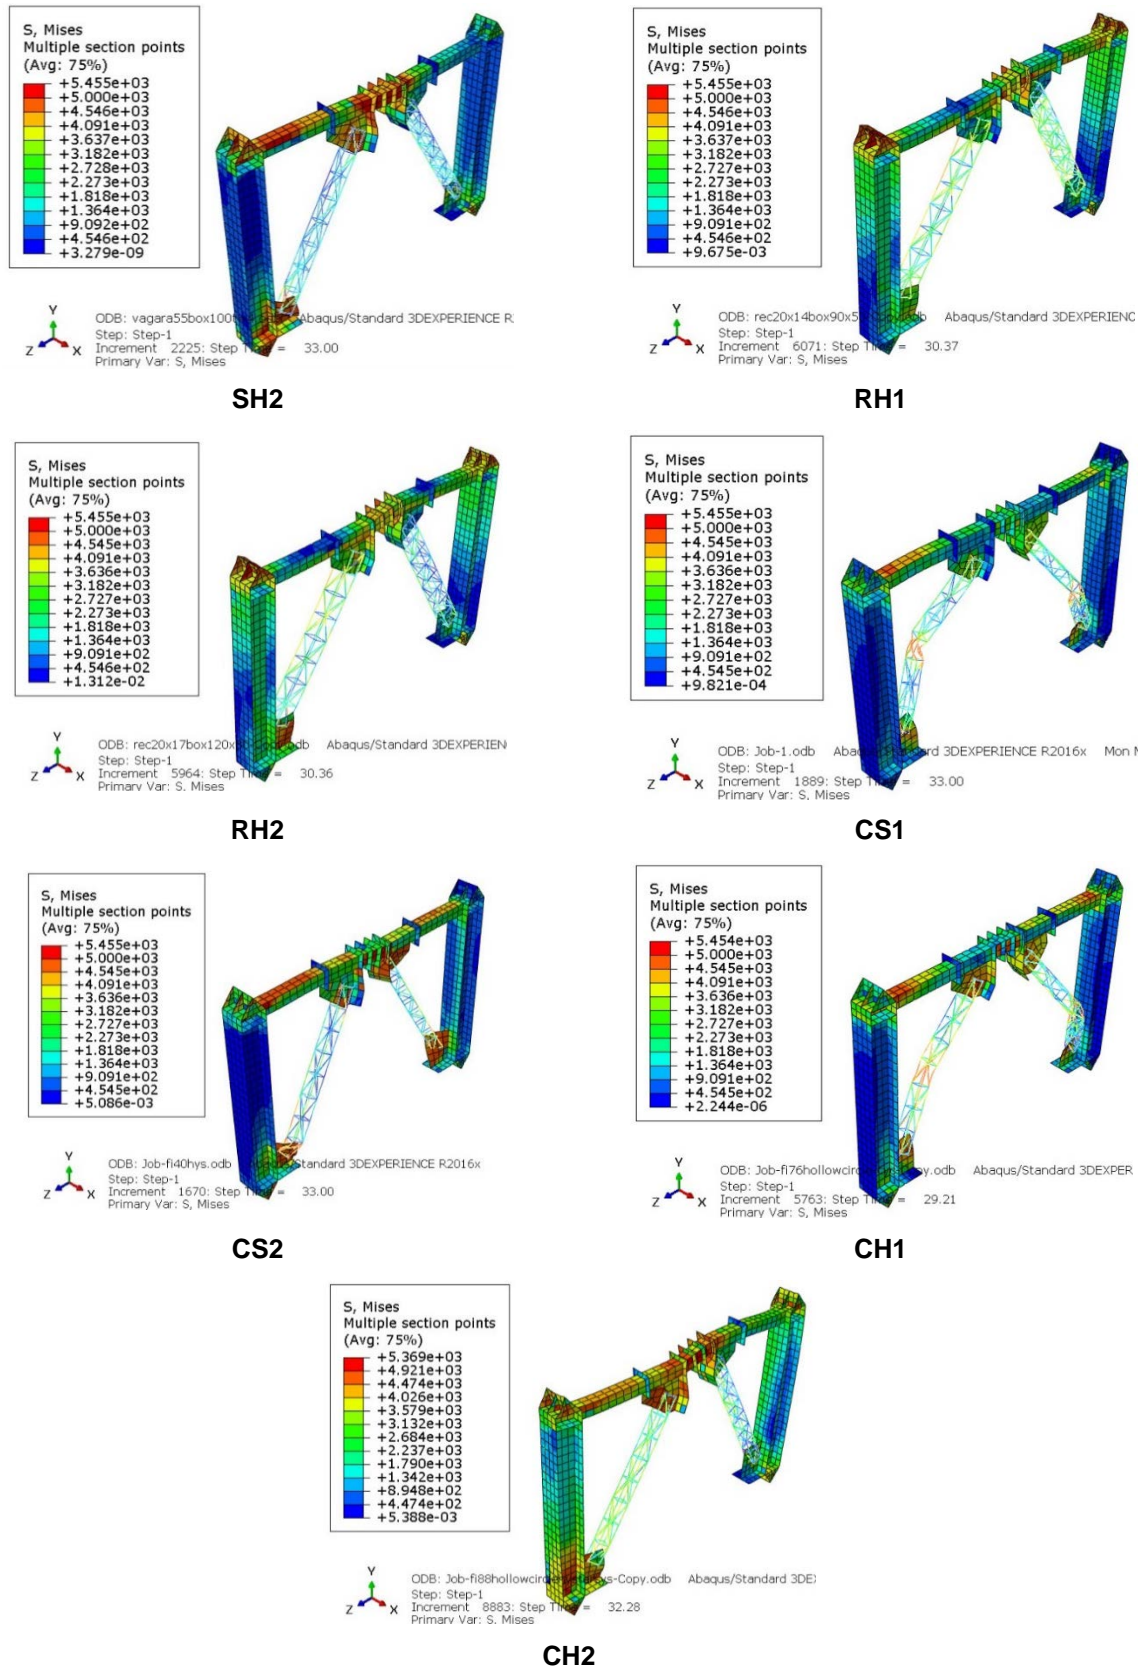 S, Mises
Multiple section points
(Avg: 75%)
+5.455e+03
+5.000e+03
+4.546e+03
+4.091e+03
+3.637e+03
+3.182e+03
+2.728e+03
+2.273e+03
+1.818e+03
+1.364e+03
+9.092e+02
+4.546e+02
+3.279e-09
Y
Z X
ODB: Abaqus/Standard 3DEXPERIENCE R
Step: Step-1
Increment 2225: Step Time = 33.00
Primary Var: S, Mises
SH2
S, Mises
Multiple section points
(Avg: 75%)
+5.455e+03
+5.000e+03
+4.546e+03
+4.091e+03
+3.637e+03
+3.182e+03
+2.728e+03
+2.273e+03
+1.818e+03
+1.364e+03
+9.091e+02
+4.546e+02
+9.675e-03
Y
Z X
ODB: Abaqus/Standard 3DEXPERIENC
Step: Step-1
Increment 6071: Step Time = 30.37
Primary Var: S, Mises
RH1
S, Mises
Multiple section points
(Avg: 75%)
+5.455e+03
+5.000e+03
+4.545e+03
+4.091e+03
+3.636e+03
+3.182e+03
+2.727e+03
+2.273e+03
+1.818e+03
+1.364e+03
+9.091e+02
+4.546e+02
+1.312e-02
Y
Z X
ODB: Abaqus/Standard 3DEXPERIEN
Step: Step-1
Increment 5964: Step Time = 30.36
Primary Var: S, Mises
RH2
S, Mises
Multiple section points
(Avg: 75%)
+5.455e+03
+5.000e+03
+4.545e+03
+4.091e+03
+3.636e+03
+3.182e+03
+2.727e+03
+2.273e+03
+1.818e+03
+1.364e+03
+9.091e+02
+4.545e+02
+9.821e-04
Y
Z X
ODB: Job-1.odb Abaqus/Standard 3DEXPERIENCE R2016x Mon
Step: Step-1
Increment 1889: Step Time = 33.00
Primary Var: S, Mises
CS1
S, Mises
Multiple section points
(Avg: 75%)
+5.455e+03
+5.000e+03
+4.545e+03
+4.091e+03
+3.636e+03
+3.182e+03
+2.727e+03
+2.273e+03
+1.818e+03
+1.364e+03
+9.091e+02
+4.545e+02
+5.086e-03
Y
Z X
ODB: Job-fi40hys.odb Abaqus/Standard 3DEXPERIENCE R2016x
Step: Step-1
Increment 1670: Step Time = 33.00
Primary Var: S, Mises
CS2
S, Mises
Multiple section points
(Avg: 75%)
+5.454e+03
+5.000e+03
+4.545e+03
+4.091e+03
+3.636e+03
+3.182e+03
+2.727e+03
+2.273e+03
+1.818e+03
+1.364e+03
+9.091e+02
+4.545e+02
+2.244e-06
Y
Z X
ODB: Abaqus/Standard 3DEXPER
Step: Step-1
Increment 5763: Step Time = 29.21
Primary Var: S, Mises
CH1
S, Mises
Multiple section points
(Avg: 75%)
+5.369e+03
+4.921e+03
+4.474e+03
+4.026e+03
+3.579e+03
+3.132e+03
+2.684e+03
+2.237e+03
+1.790e+03
+1.342e+03
+8.948e+02
+4.474e+02
+5.388e-03
Y
Z X
ODB: Abaqus/Standard 3DE
Step: Step-1
Increment 8883: Step Time = 32.28
Primary Var: S, Mises
CH2